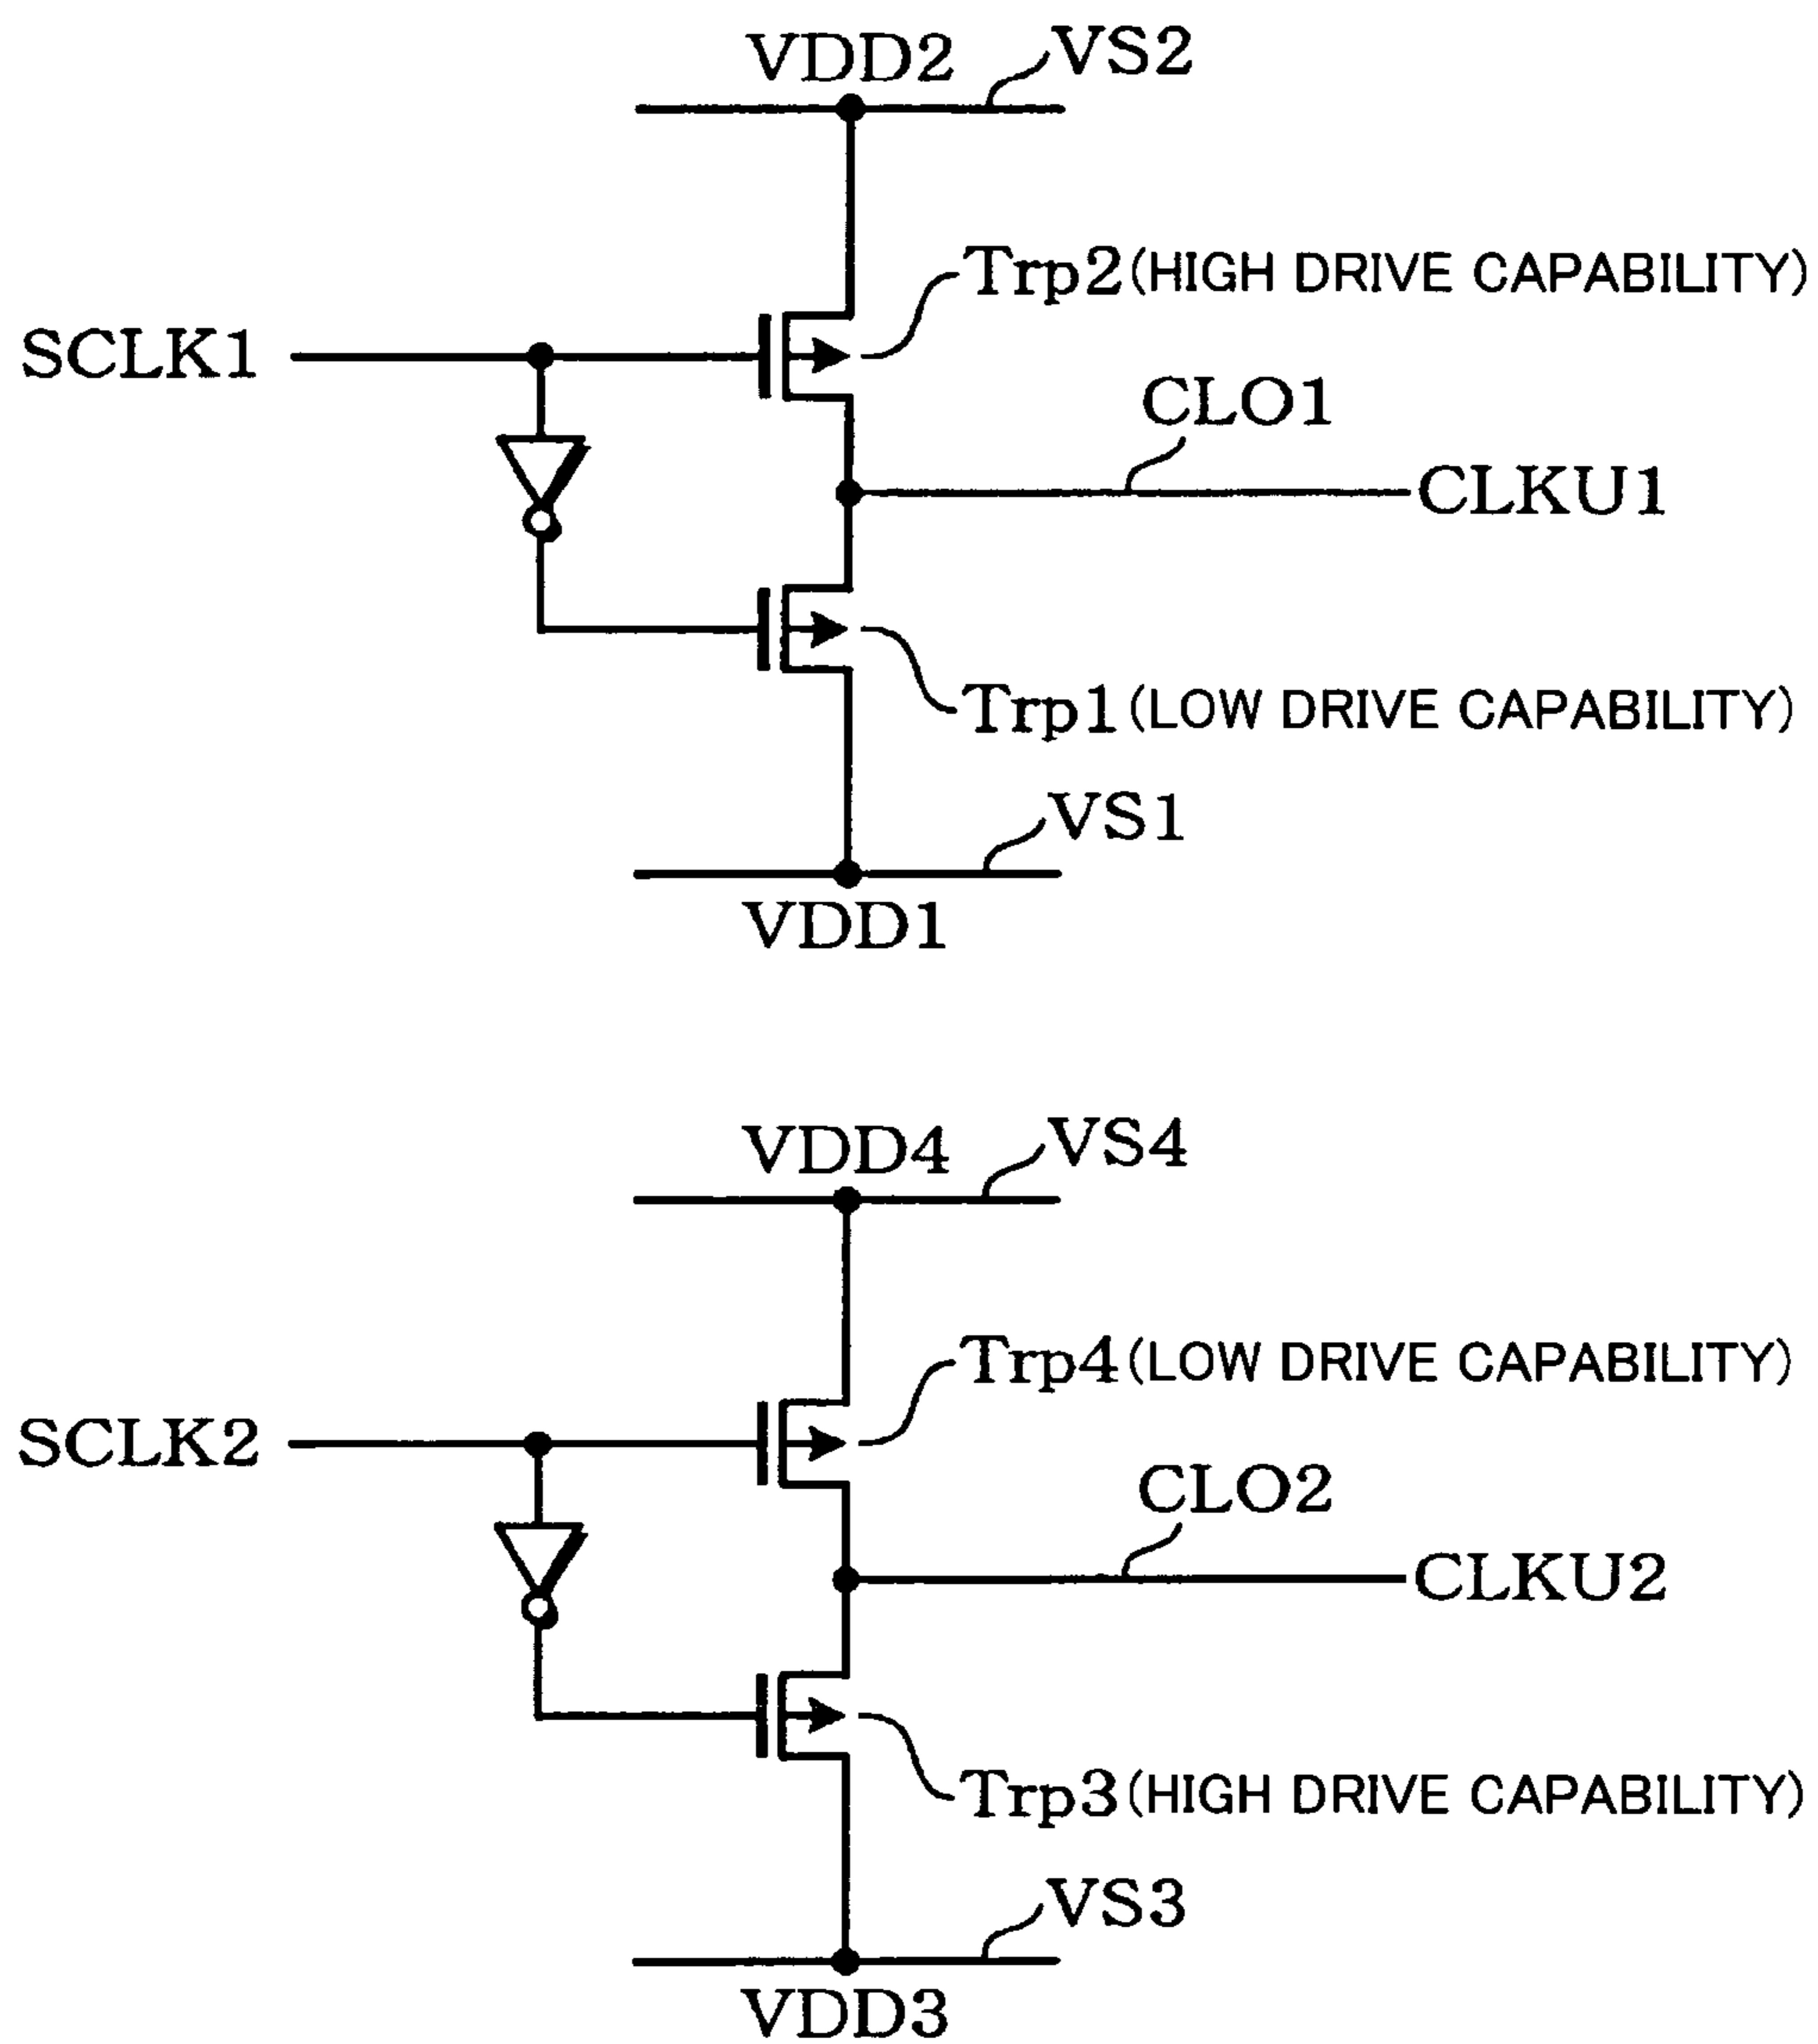 VDD2
VS2
Trp2(HIGH DRIVE CAPABILITY)
SCLK1
CLO1
CLKU1
Trp1(LOW DRIVE CAPABILITY)
VS1
VDD1
VDD4
VS4
Trp4(LOW DRIVE CAPABILITY)
SCLK2
CLO2
CLKU2
Trp3(HIGH DRIVE CAPABILITY)
VS3
VDD3